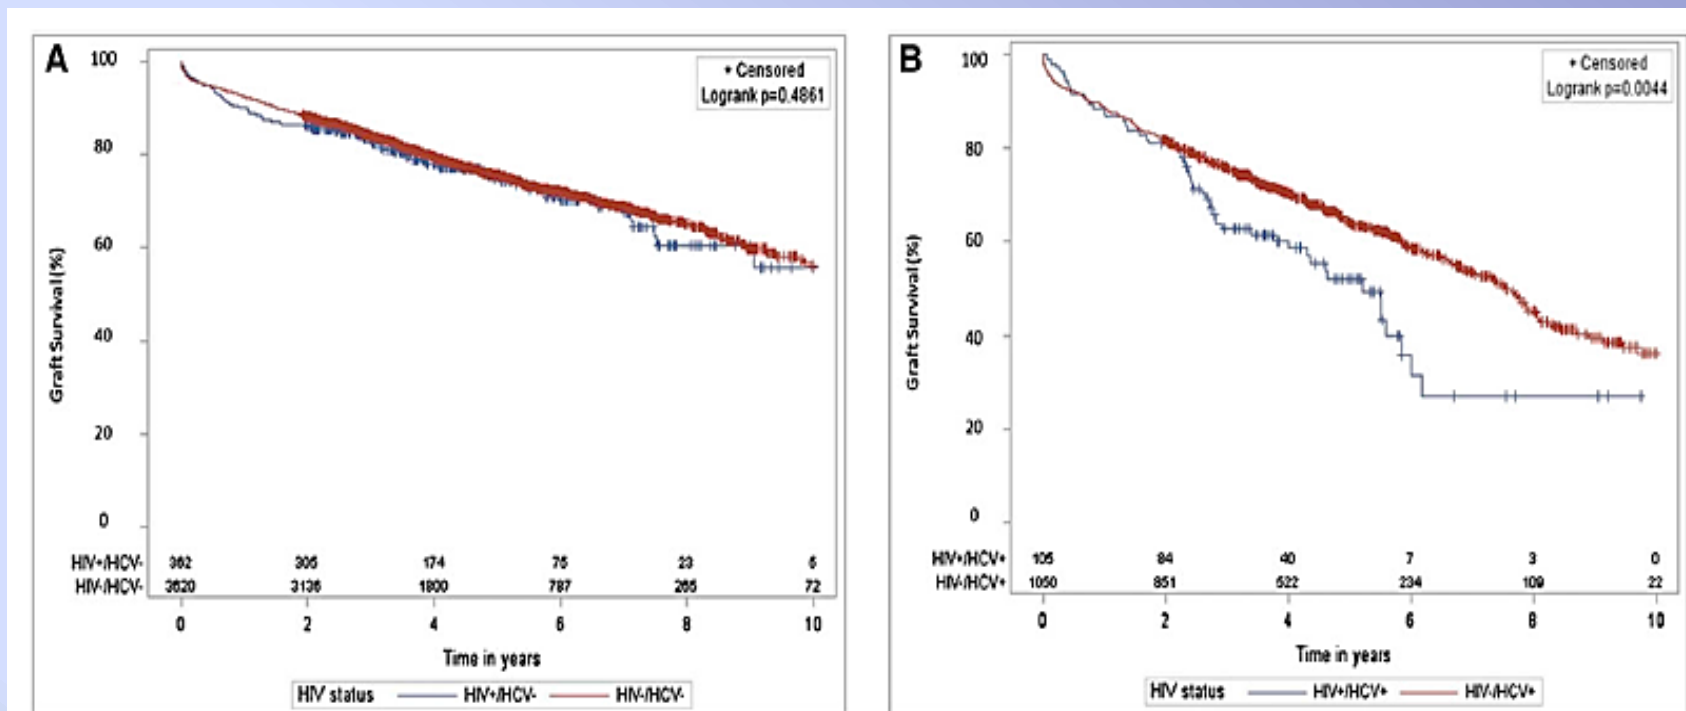 A
+ Censored
Logrank p=0.4861
100
80
60
40
20
0
Graft Survival (%)
HIV+/HCV- 362 305 174 75 23 5
HIV-/HCV- 3620 3136 1800 787 265 72
0 2 4 6 8 10
Time in years
HIV status HIV+/HCV- HIV-/HCV-
B
+ Censored
Logrank p=0.0044
100
80
60
40
20
0
Graft Survival (%)
HIV+/HCV+ 105 84 40 7 3 0
HIV-/HCV+ 1050 851 522 234 109 22
0 2 4 6 8 10
Time in years
HIV status HIV+/HCV+ HIV-/HCV+